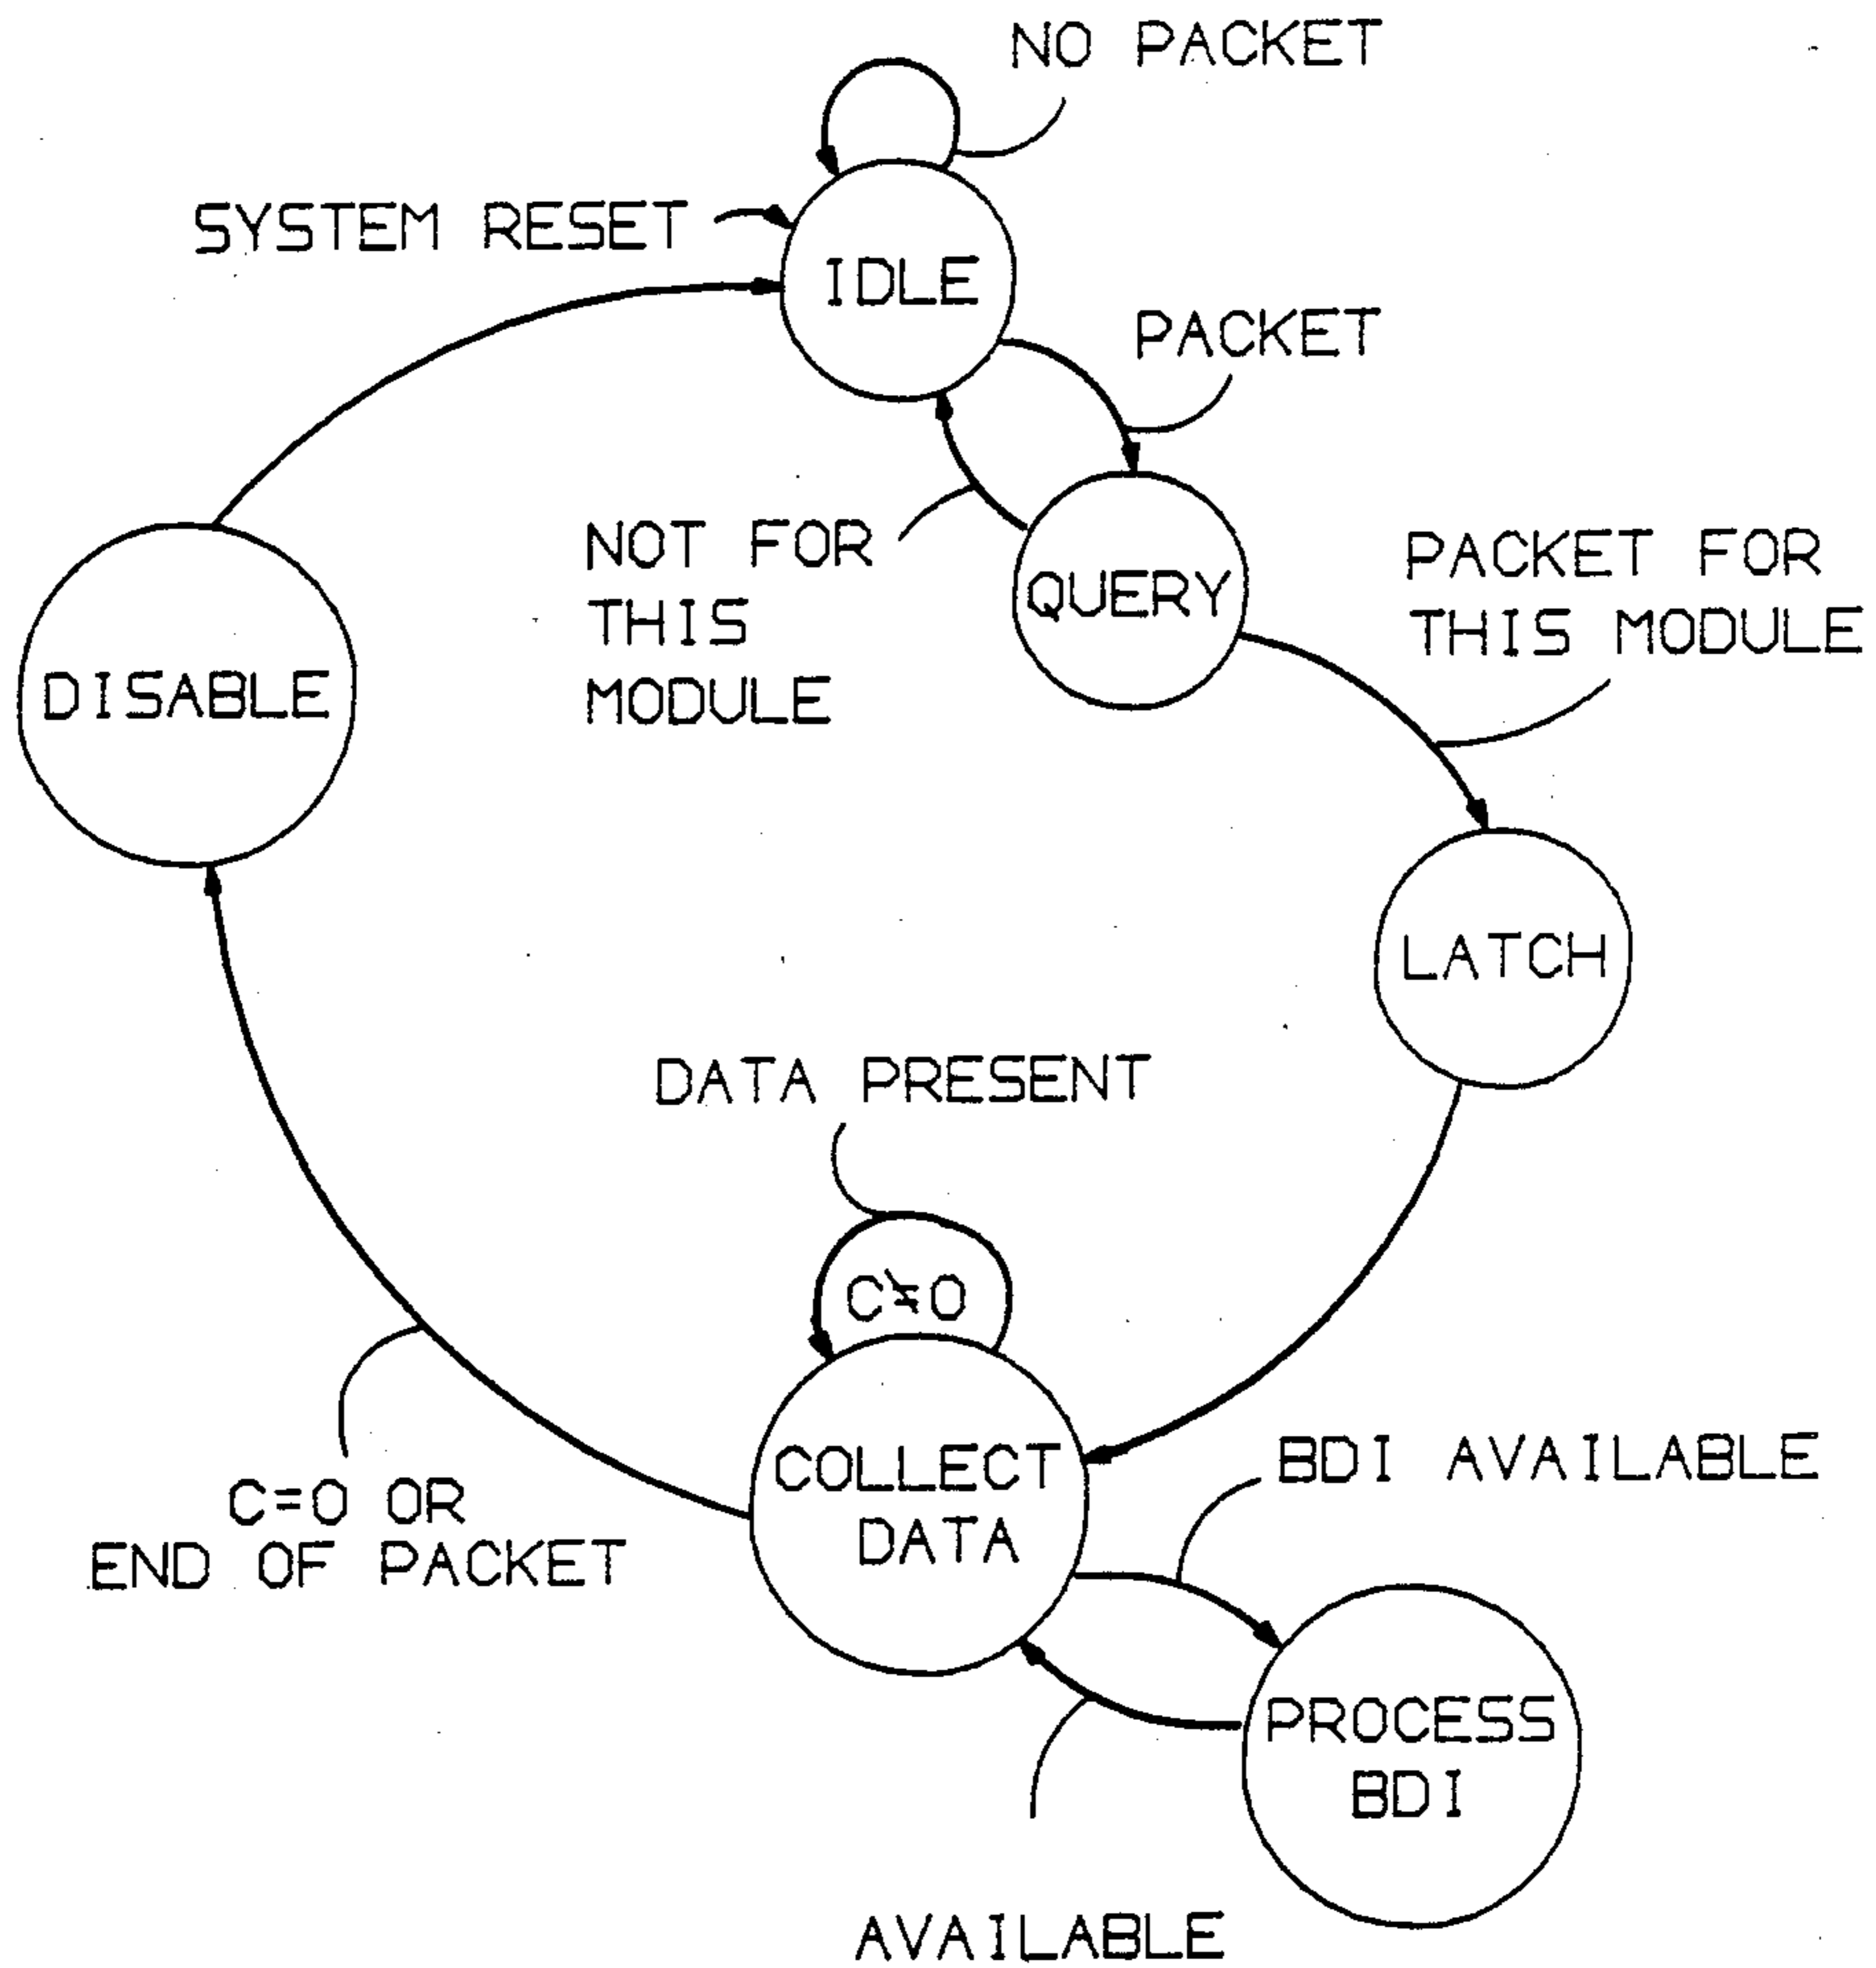 NO PACKET
SYSTEM RESET
IDLE
PACKET
NOT FOR
THIS
MODULE
QUERY
PACKET FOR
THIS MODULE
DISABLE
LATCH
DATA PRESENT
C≠0
COLLECT
DATA
BDI AVAILABLE
C=0 OR
END OF PACKET
PROCESS
BDI
AVAILABLE